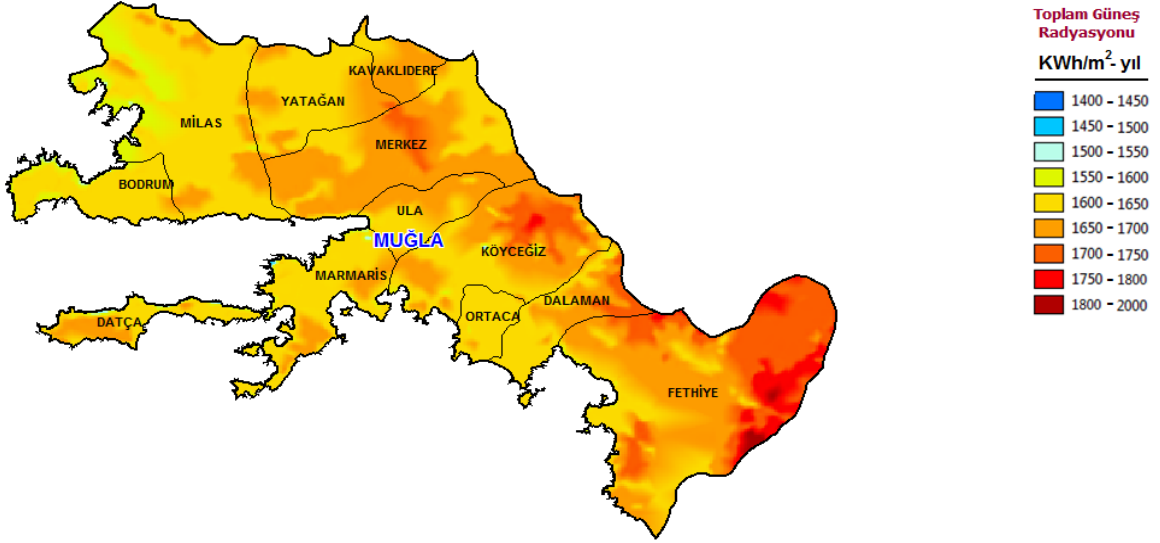 Toplam Güneş
Radyasyonu
KWh/m²- yıl
1400 - 1450
1450 - 1500
1500 - 1550
1550 - 1600
1600 - 1650
1650 - 1700
1700 - 1750
1750 - 1800
1800 - 2000
KAVAKLIDERE
YATAĞAN
MİLAS
MERKEZ
BODRUM
ULA
MUĞLA
KÖYCEĞİZ
MARMARİS
DALAMAN
ORTACA
DATÇA
FETHİYE